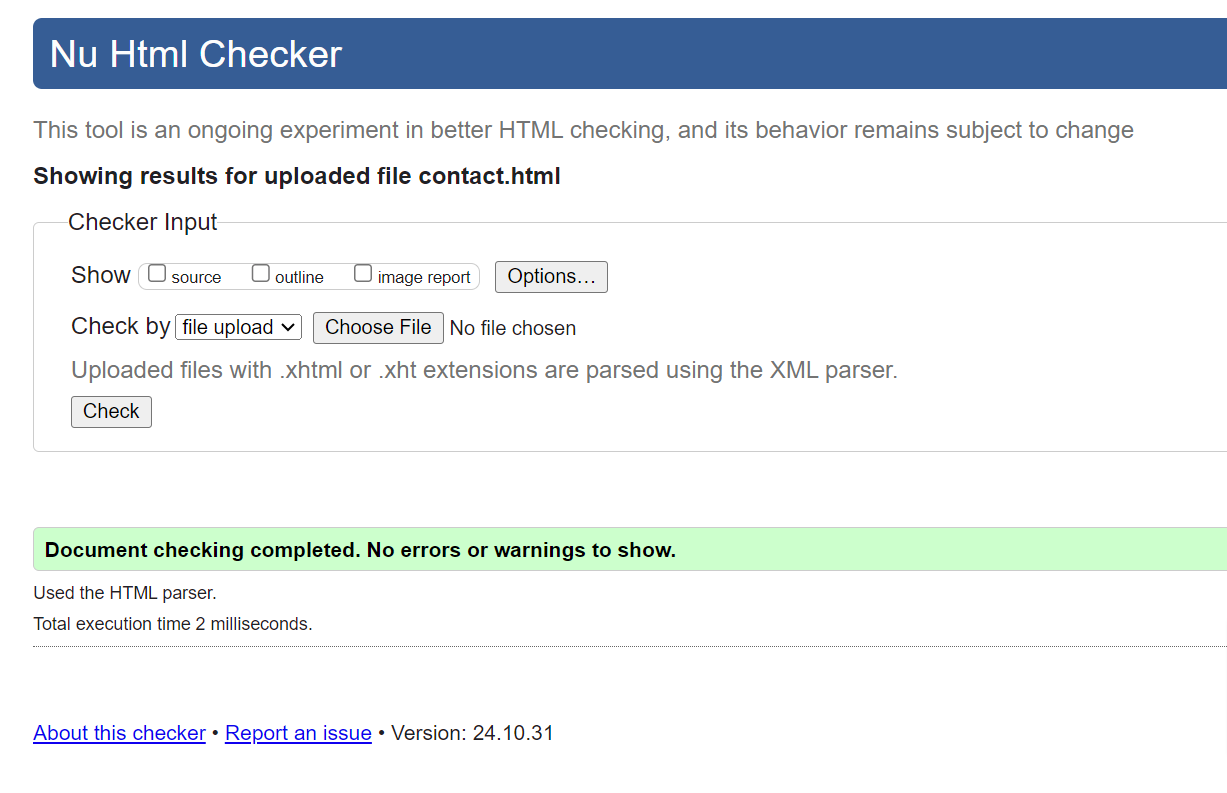 Nu Html Checker
This tool is an ongoing experiment in better HTML checking, and its behavior remains subject to change
Showing results for uploaded file contact.html
Checker Input
Show source outline image report Options…
Check by file upload Choose File No file chosen
Uploaded files with .xhtml or .xht extensions are parsed using the XML parser.
Check
Document checking completed. No errors or warnings to show.
Used the HTML parser.
Total execution time 2 milliseconds.
About this checker • Report an issue • Version: 24.10.31